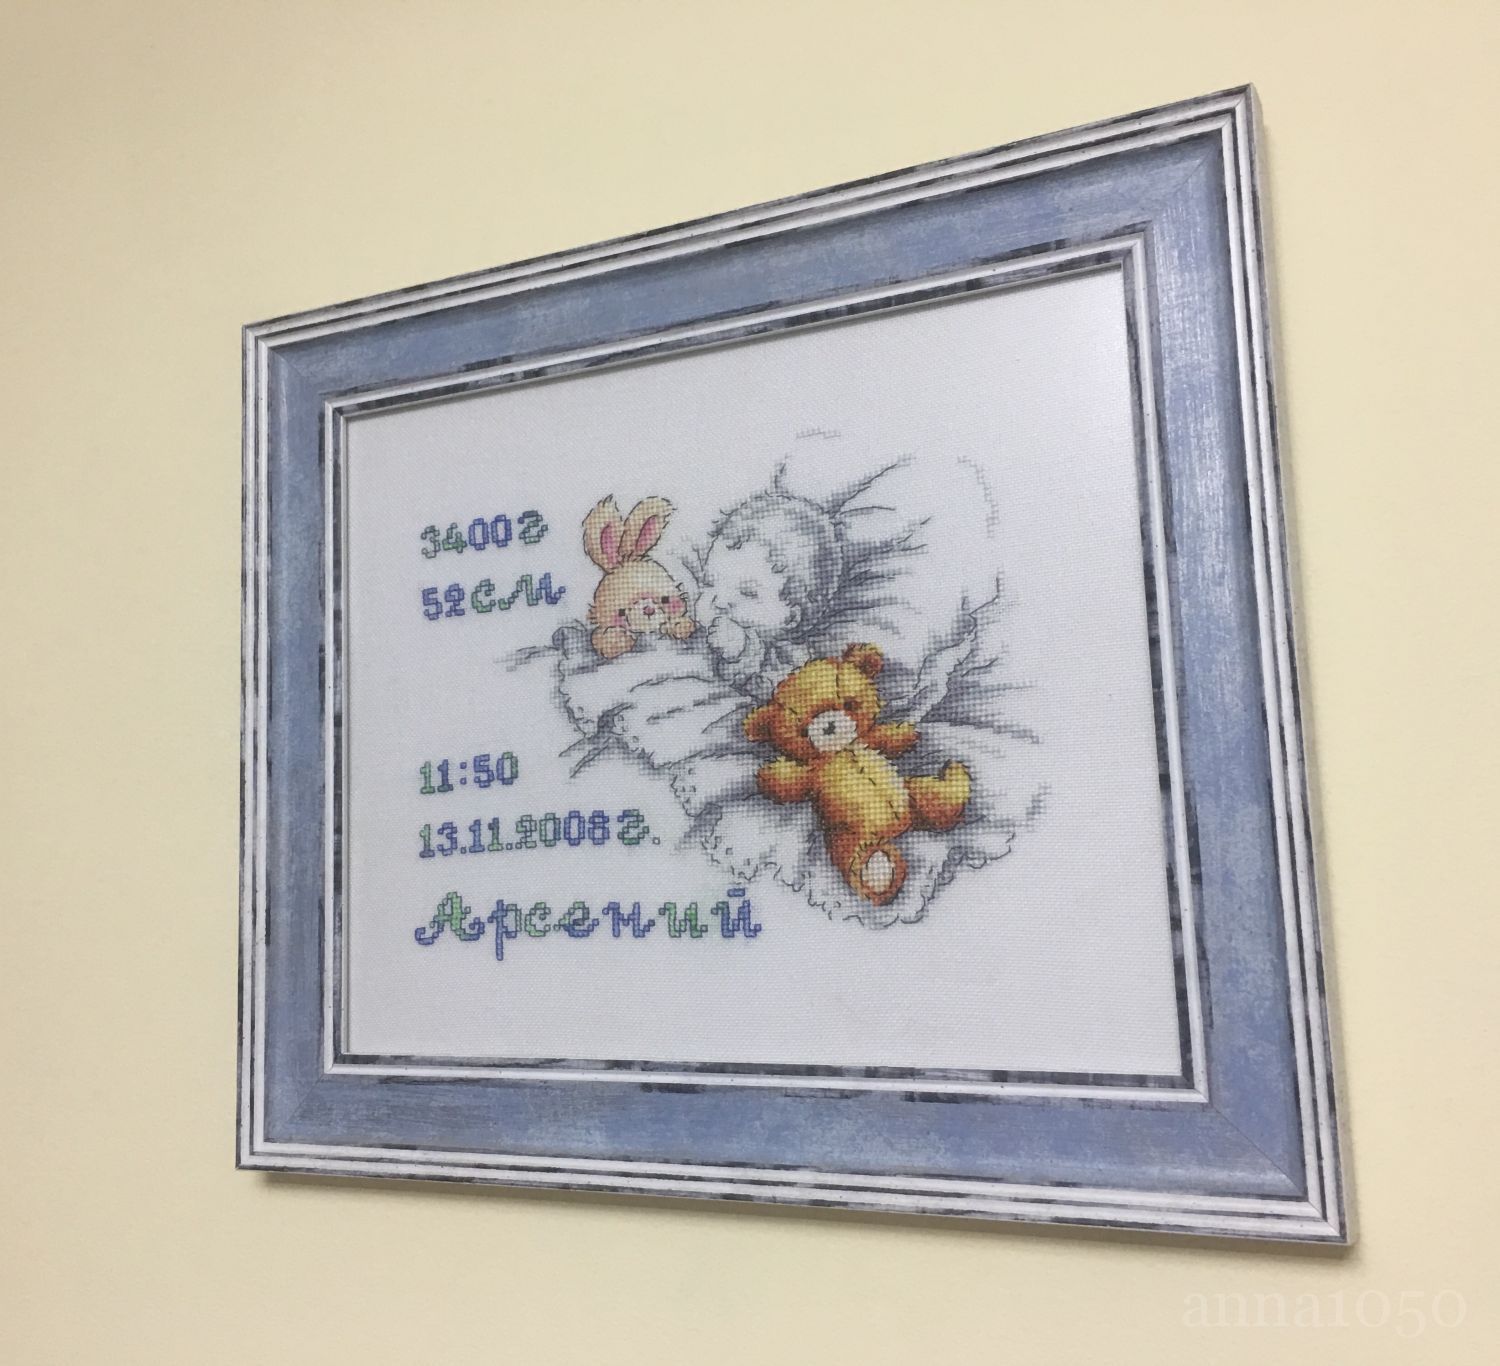 3400г
52см
11:50
13.11.2008г.
Арсений
anna1050